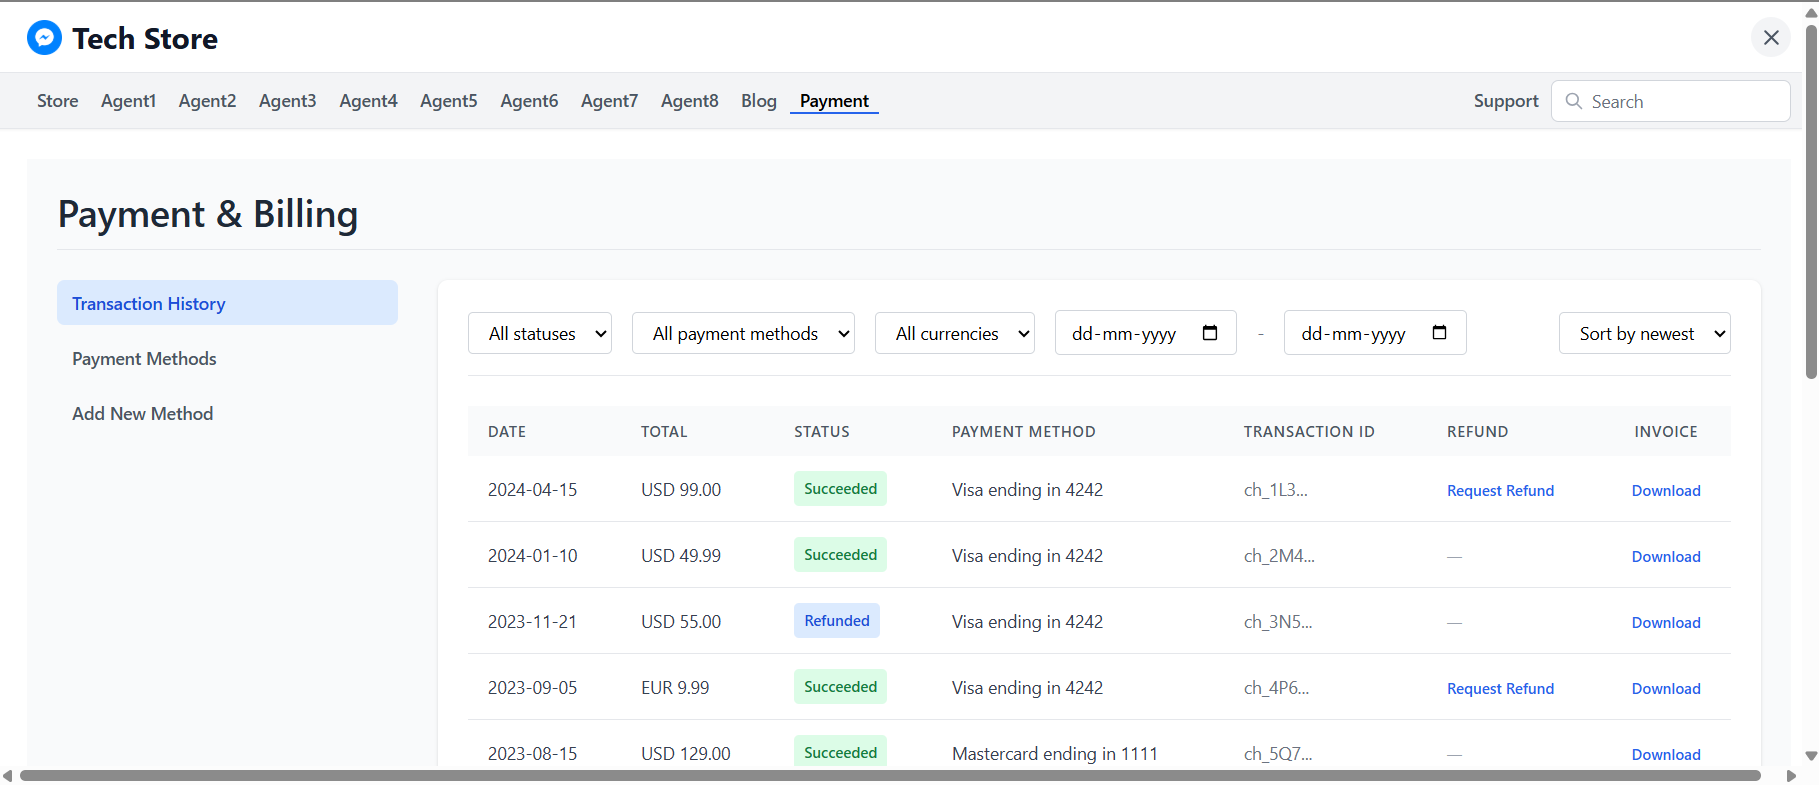 Tech Store
Store Agent1 Agent2 Agent3 Agent4 Agent5 Agent6 Agent7 Agent8 Blog Payment Support Search
Payment & Billing
Transaction History
Payment Methods
Add New Method
All statuses All payment methods All currencies dd-mm-yyyy - dd-mm-yyyy Sort by newest
DATE TOTAL STATUS PAYMENT METHOD TRANSACTION ID REFUND INVOICE
2024-04-15 USD 99.00 Succeeded Visa ending in 4242 ch_1L3... Request Refund Download
2024-01-10 USD 49.99 Succeeded Visa ending in 4242 ch_2M4... — Download
2023-11-21 USD 55.00 Refunded Visa ending in 4242 ch_3N5... — Download
2023-09-05 EUR 9.99 Succeeded Visa ending in 4242 ch_4P6... Request Refund Download
2023-08-15 USD 129.00 Succeeded Mastercard ending in 1111 ch_5Q7... — Download